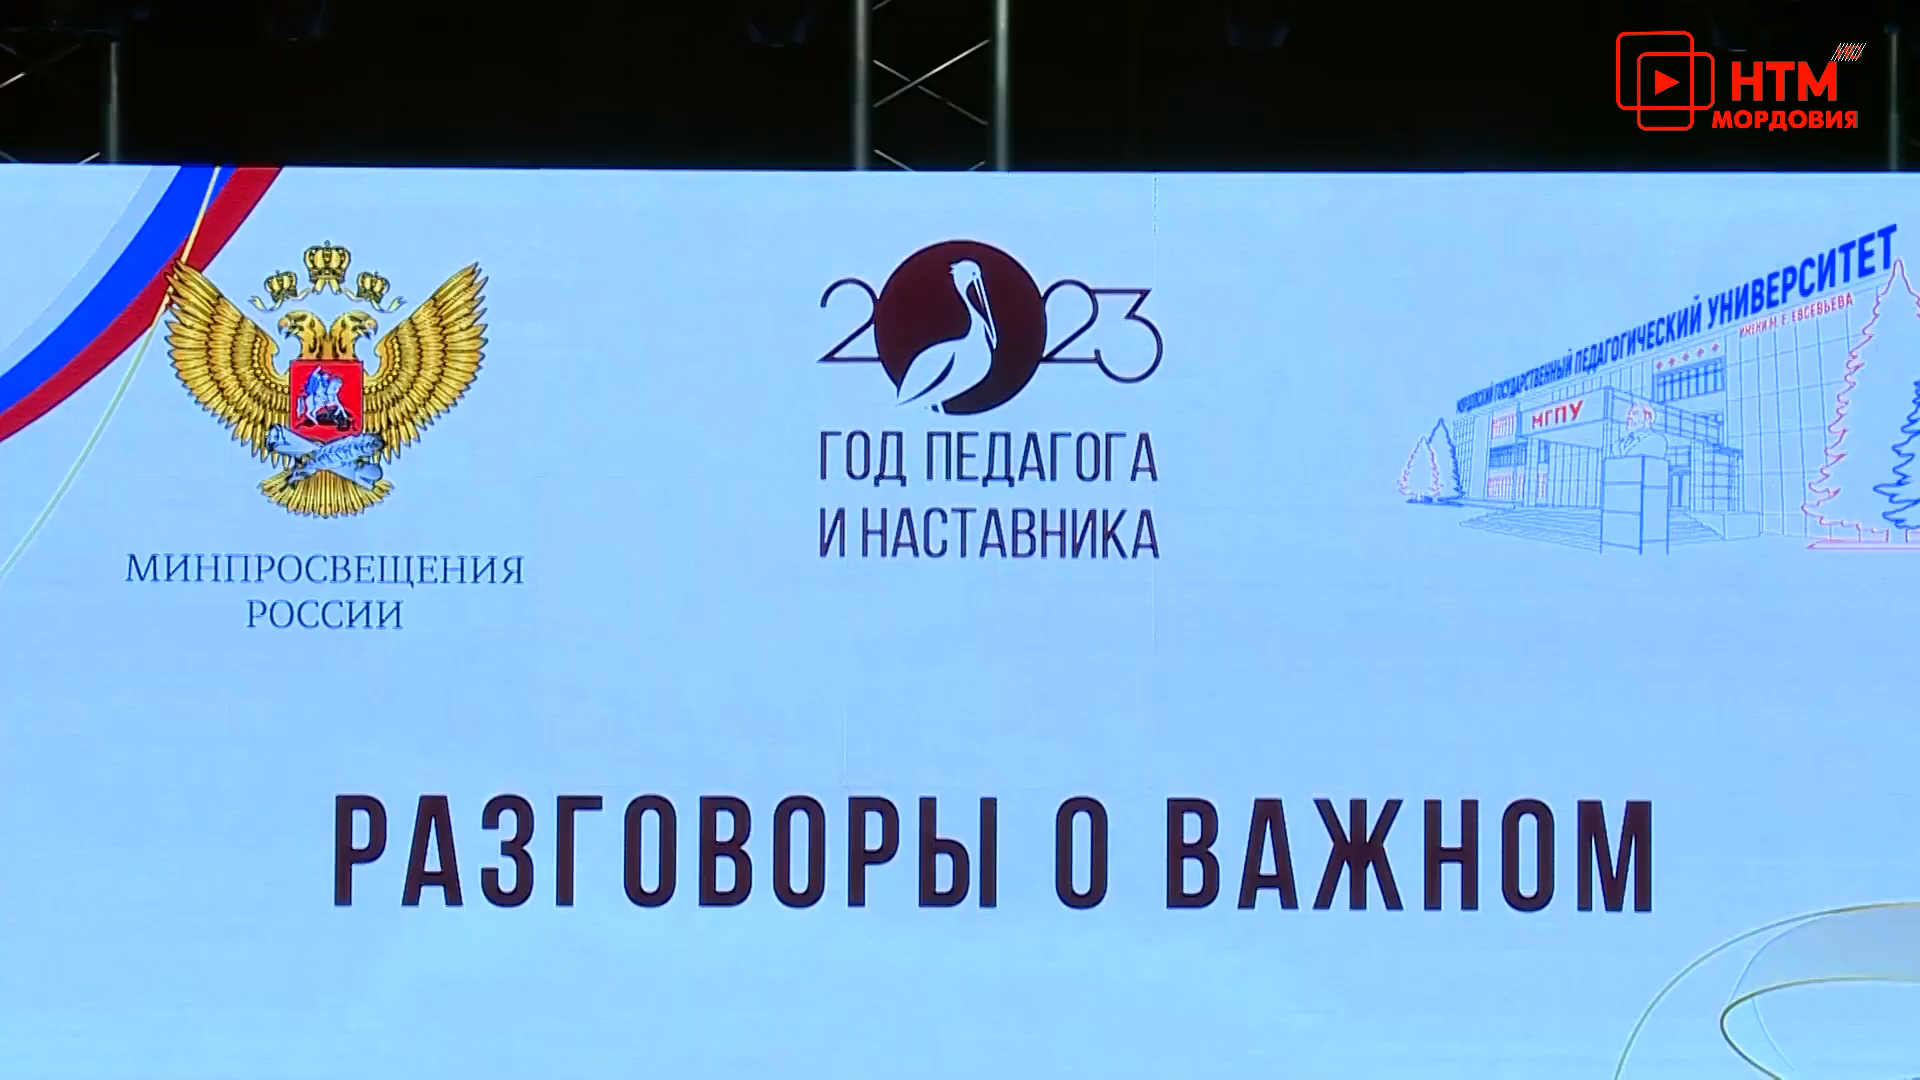 НТМ
МОРДОВИЯ
МОРДОВСКИЙ ГОСУДАРСТВЕННЫЙ ПЕДАГОГИЧЕСКИЙ УНИВЕРСИТЕТ
ИМЕНИ М. Е. ЕВСЕВЬЕВА
МГПУ
2023
ГОД ПЕДАГОГА
И НАСТАВНИКА
МИНПРОСВЕЩЕНИЯ
РОССИИ
РАЗГОВОРЫ О ВАЖНОМ